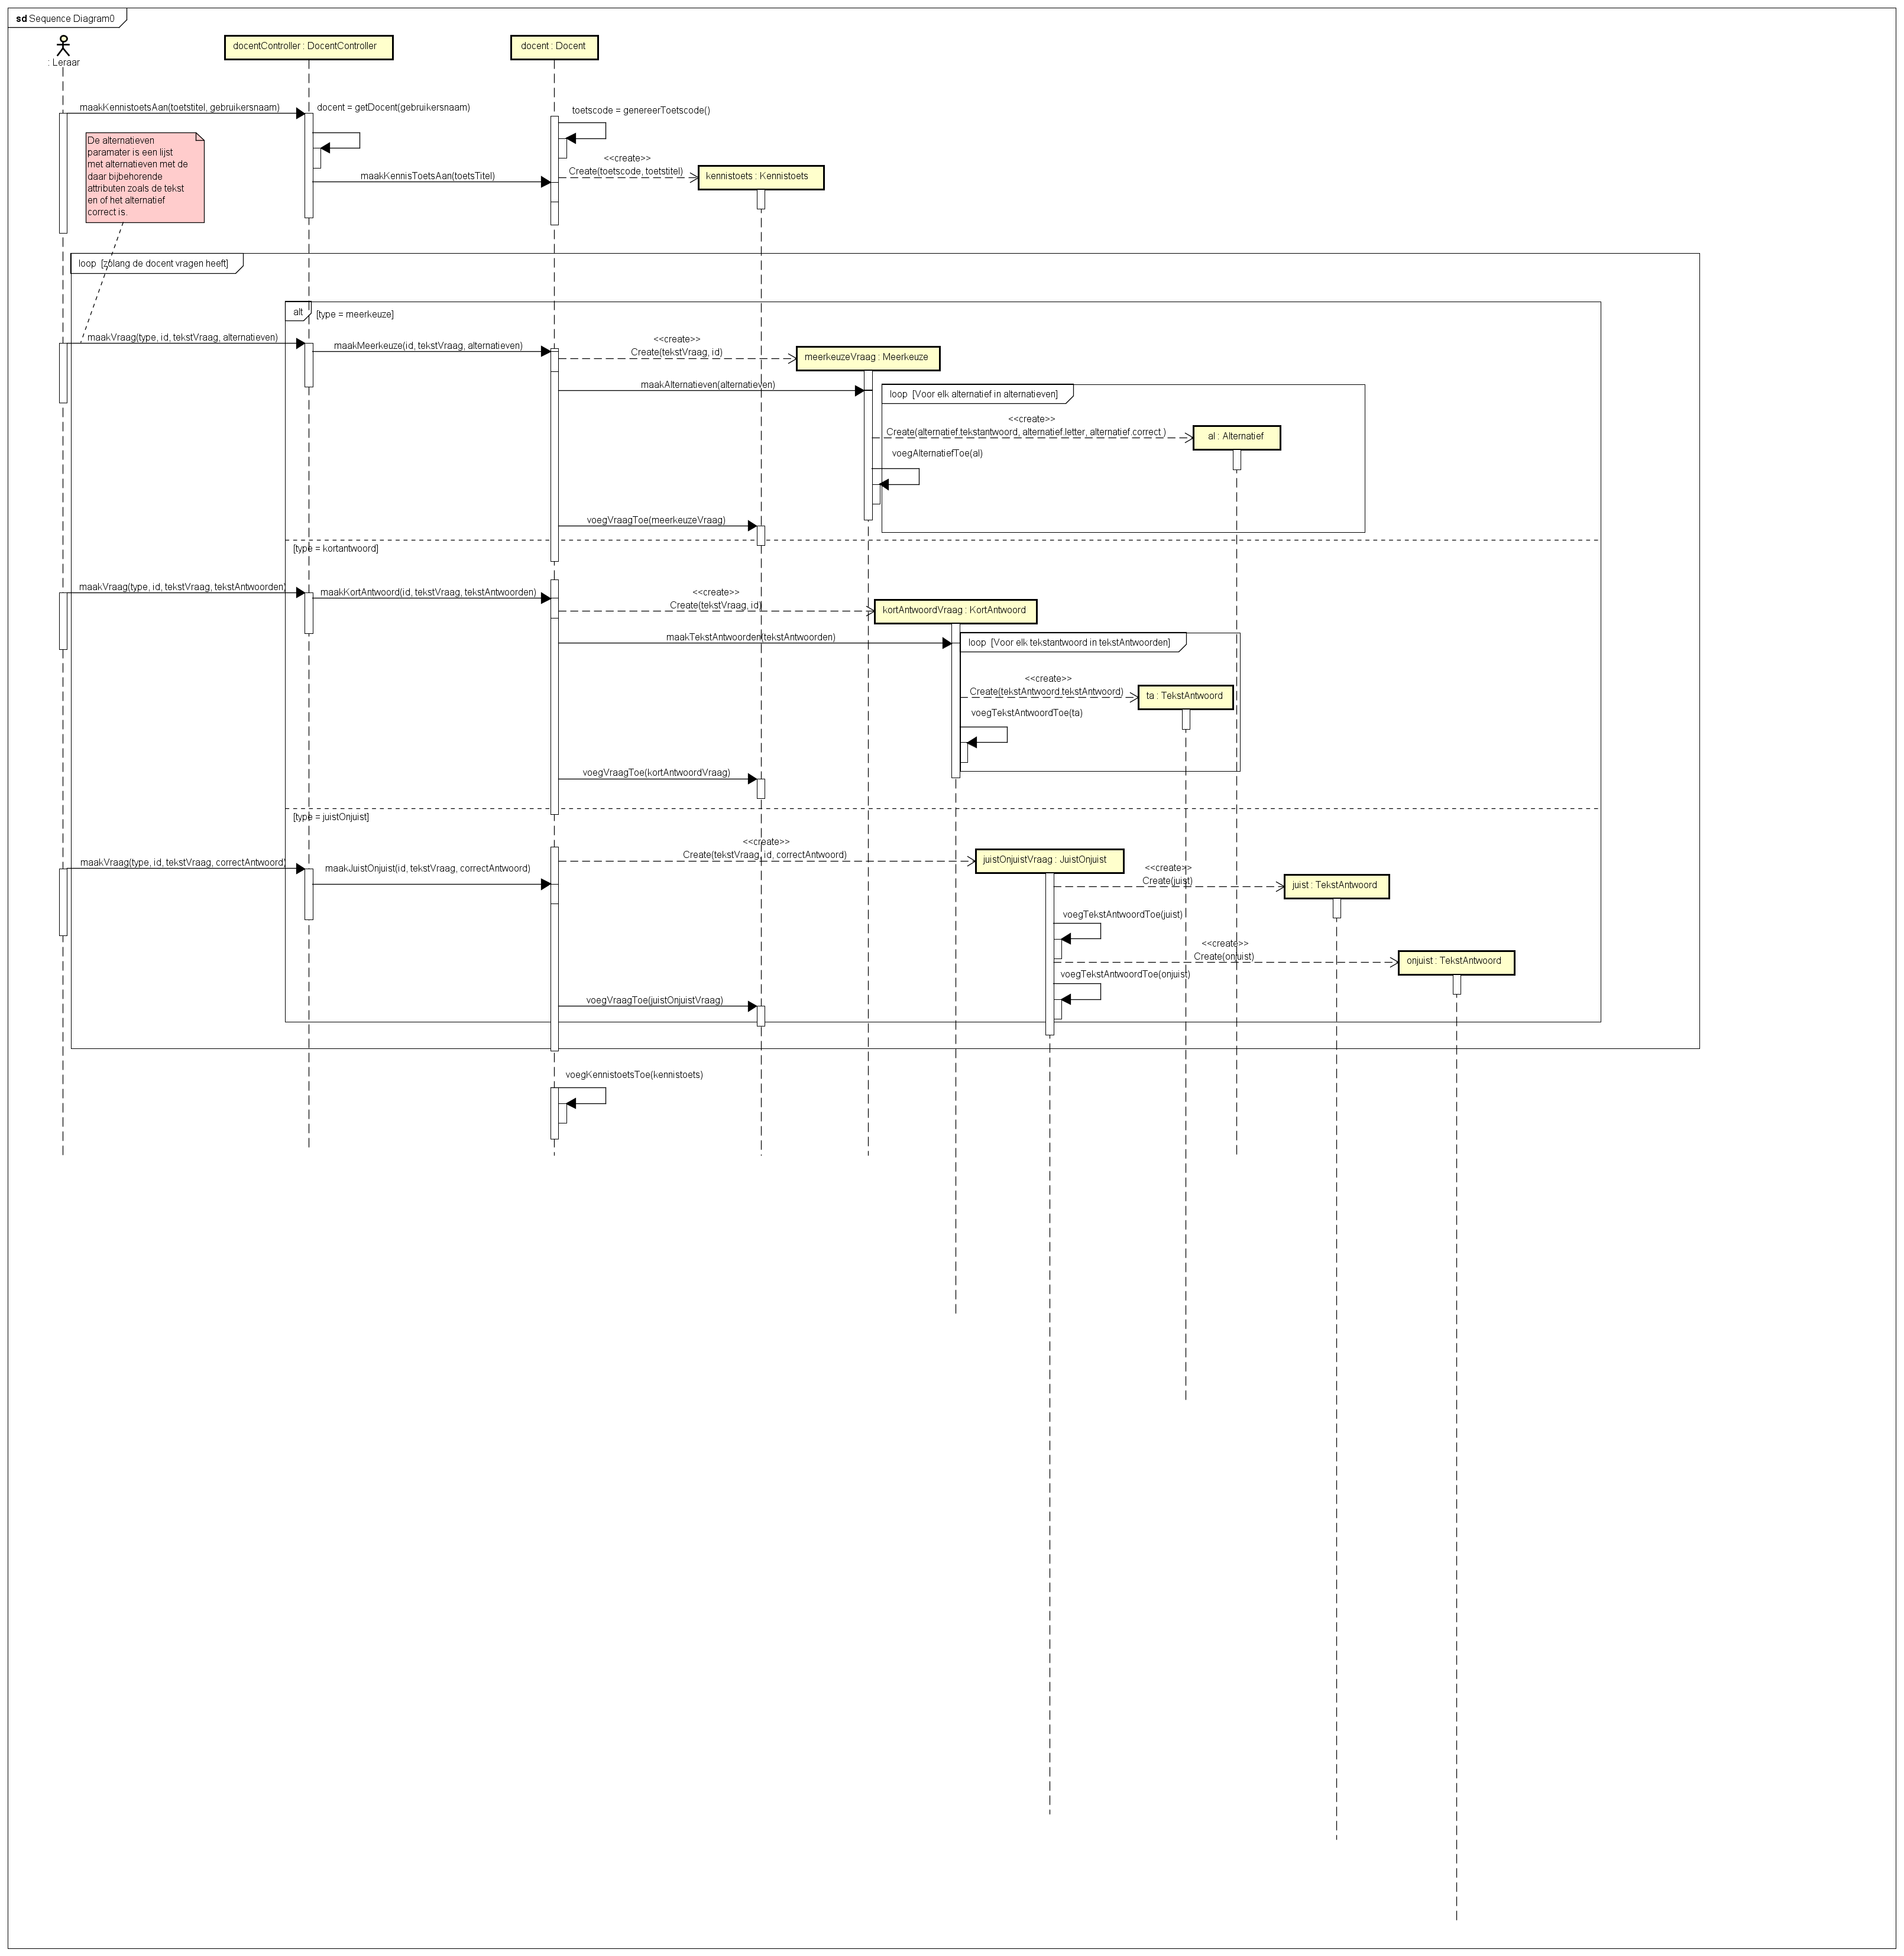 sd Sequence Diagram0
: Leraar
docentController : DocentController
docent : Docent
maakKennistoetsAan(toetstitel, gebruikersnaam)
docent = getDocent(gebruikersnaam)
toetscode = genereerToetscode()
De alternatieven
paramater is een lijst
met alternatieven met de
daar bijbehorende
attributen zoals de tekst
en of het alternatief
correct is.
<<create>>
Create(toetscode, toetstitel)
kennistoets : Kennistoets
maakKennisToetsAan(toetsTitel)
loop [zolang de docent vragen heeft]
alt [type = meerkeuze]
maakVraag(type, id, tekstVraag, alternatieven)
maakMeerkeuze(id, tekstVraag, alternatieven)
<<create>>
Create(tekstVraag, id)
meerkeuzeVraag : Meerkeuze
maakAlternatieven(alternatieven)
loop [Voor elk alternatief in alternatieven]
<<create>>
Create(alternatief.tekstantwoord, alternatief.letter, alternatief.correct )
al : Alternatief
voegAlternatiefToe(al)
voegVraagToe(meerkeuzeVraag)
[type = kortantwoord]
maakVraag(type, id, tekstVraag, tekstAntwoorden)
maakKortAntwoord(id, tekstVraag, tekstAntwoorden)
<<create>>
Create(tekstVraag, id)
kortAntwoordVraag : KortAntwoord
maakTekstAntwoorden(tekstAntwoorden)
loop [Voor elk tekstantwoord in tekstAntwoorden]
<<create>>
Create(tekstAntwoord.tekstAntwoord)
ta : TekstAntwoord
voegTekstAntwoordToe(ta)
voegVraagToe(kortAntwoordVraag)
[type = juistOnjuist]
maakVraag(type, id, tekstVraag, correctAntwoord)
maakJuistOnjuist(id, tekstVraag, correctAntwoord)
<<create>>
Create(tekstVraag, id, correctAntwoord)
juistOnjuistVraag : JuistOnjuist
<<create>>
Create(juist)
juist : TekstAntwoord
voegTekstAntwoordToe(juist)
<<create>>
Create(onjuist)
onjuist : TekstAntwoord
voegTekstAntwoordToe(onjuist)
voegVraagToe(juistOnjuistVraag)
voegKennistoetsToe(kennistoets)